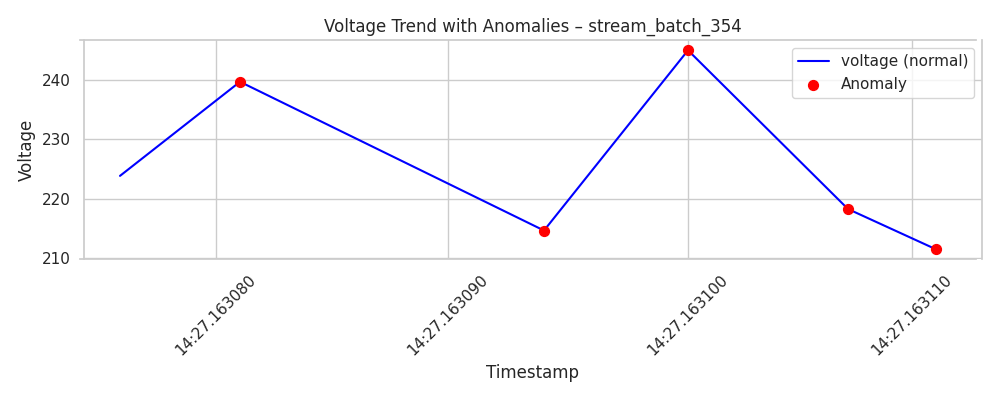 Voltage Trend with Anomalies – stream_batch_354
voltage (normal)
Anomaly
Voltage
240
230
220
210
14:27.163080
14:27.163090
14:27.163100
14:27.163110
Timestamp